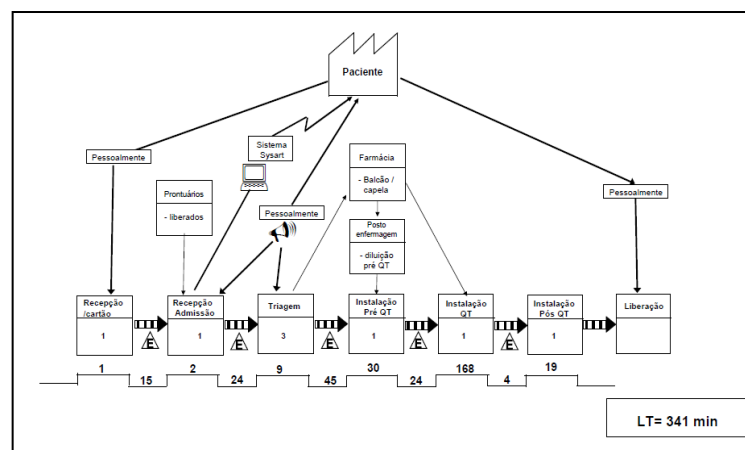 Paciente
Sistema
Sysart
Pessoalmente
Farmácia
- Balcão /
capela
Pessoalmente
Prontuários
- liberados
Pessoalmente
Posto
enfermagem
- diluição
pré QT
Recepção
/cartão
1
Recepção
Admissão
1
Triagem
3
Instalação
Pré QT
1
Instalação
QT
1
Instalação
Pós QT
1
Liberação
E
E
E
E
E
1
15
2
24
9
45
30
24
168
4
19
LT= 341 min